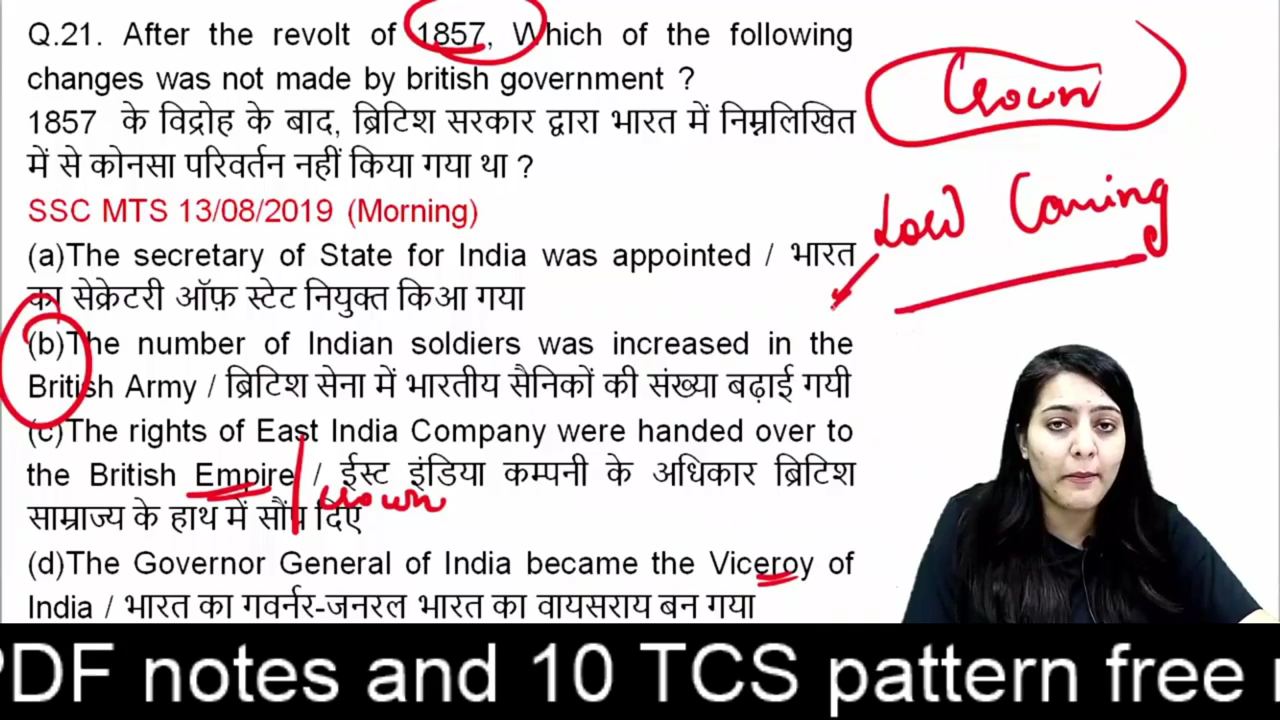 Q.21. After the revolt of 1857, Which of the following
changes was not made by british government ?
1857 के विद्रोह के बाद, ब्रिटिश सरकार द्वारा भारत में निम्नलिखित
में से कोनसा परिवर्तन नहीं किया गया था ?
SSC MTS 13/08/2019 (Morning)
(a)The secretary of State for India was appointed / भारत
का सेक्रेटरी ऑफ़ स्टेट नियुक्त किआ गया
(b)The number of Indian soldiers was increased in the
British Army / ब्रिटिश सेना में भारतीय सैनिकों की संख्या बढ़ाई गयी
(c)The rights of East India Company were handed over to
the British Empire / ईस्ट इंडिया कम्पनी के अधिकार ब्रिटिश
crown
साम्राज्य के हाथ में सौंप दिए
(d)The Governor General of India became the Viceroy of
India / भारत का गवर्नर-जनरल भारत का वायसराय बन गया
Crown
Lord Canning
PDF notes and 10 TCS pattern free